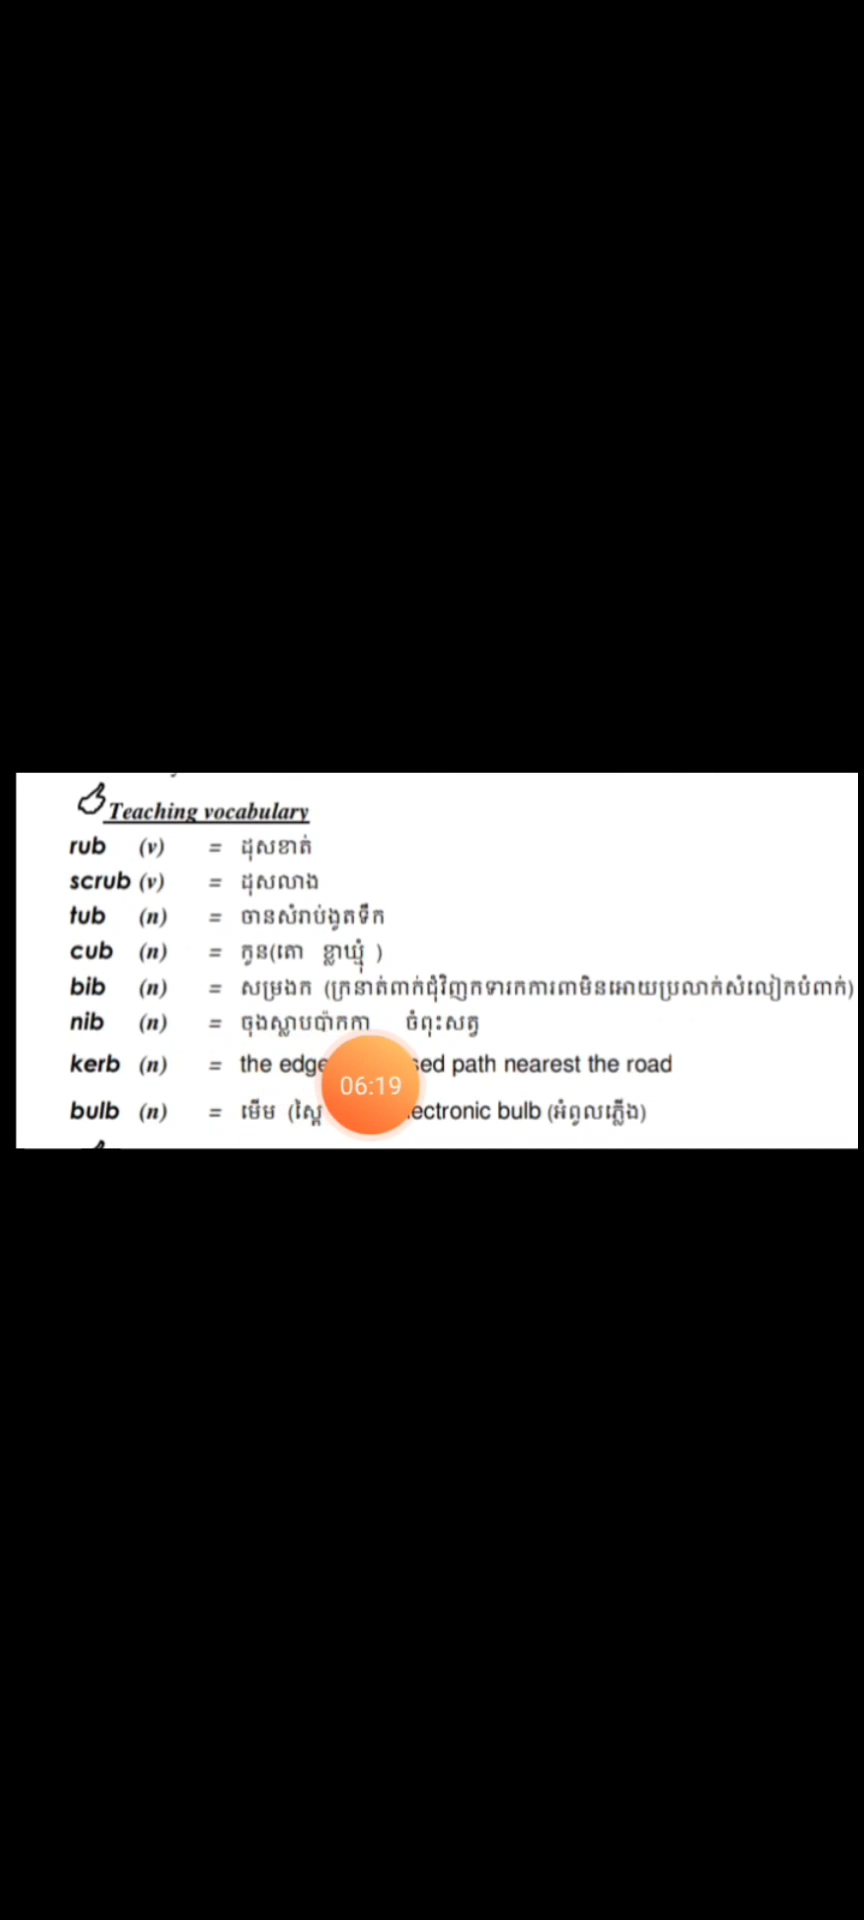 Teaching vocabulary
rub (v) = ដុសខាត់
scrub (v) = ដុសលាង
tub (n) = ចានសំរាប់ងូតទឹក
cub (n) = កូន(តោ ខ្លាឃ្មុំ )
bib (n) = សម្រងក (ក្រនាត់ពាក់ជុំវិញកទារកការពាមិនអោយប្រលាក់សំលៀកបំពាក់)
nib (n) = ចុងស្លាបប៉ាកកា ចំពុះសត្វ
kerb (n) = the edge path nearest the road
bulb (n) = មើម (ស្ពៃ bulb (អំពូលភ្លើង)
06:19